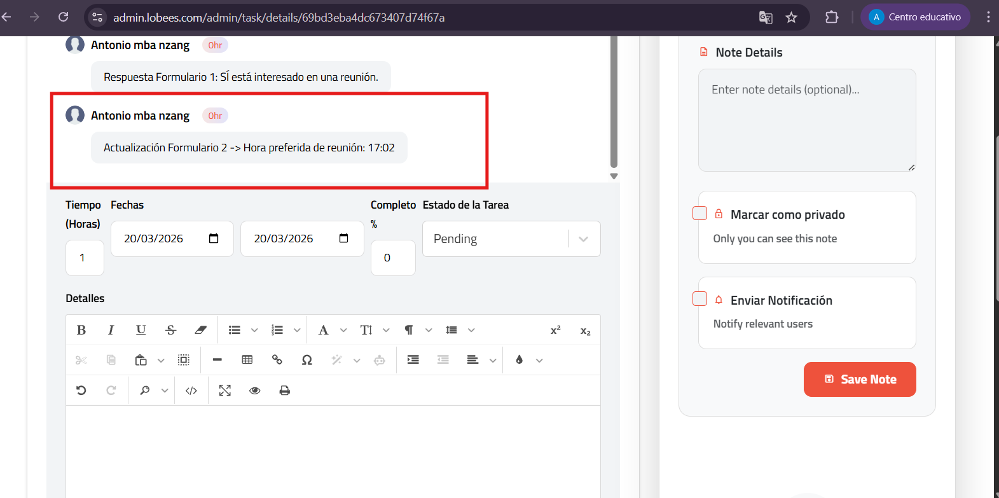 admin.lobees.com/admin/task/details/69bd3eba4dc673407d74f67a
A Centro educativo
Antonio mba nzang 0hr
Respuesta Formulario 1: SÍ está interesado en una reunión.
Antonio mba nzang 0hr
Actualización Formulario 2 -> Hora preferida de reunión: 17:02
Tiempo (Horas)
1
Fechas
20/03/2026
20/03/2026
Completo %
0
Estado de la Tarea
Pending
Detalles
Note Details
Enter note details (optional)...
Marcar como privado
Only you can see this note
Enviar Notificación
Notify relevant users
Save Note